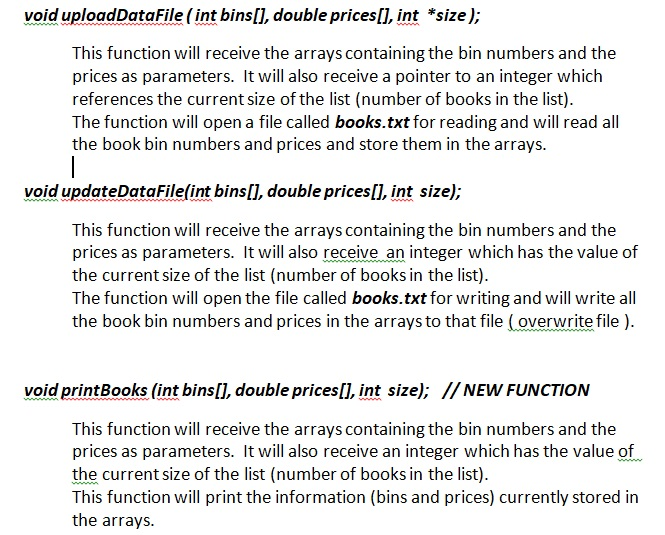 void uploadDataFile ( int bins[], double prices[], int *size );
This function will receive the arrays containing the bin numbers and the
prices as parameters. It will also receive a pointer to an integer which
references the current size of the list (number of books in the list).
The function will open a file called books.txt for reading and will read all
the book bin numbers and prices and store them in the arrays.
void updateDataFile(int bins[], double prices[], int size);
This function will receive the arrays containing the bin numbers and the
prices as parameters. It will also receive an integer which has the value of
the current size of the list (number of books in the list).
The function will open the file called books.txt for writing and will write all
the book bin numbers and prices in the arrays to that file ( overwrite file ).
void printBooks (int bins[], double prices[], int size); // NEW FUNCTION
This function will receive the arrays containing the bin numbers and the
prices as parameters. It will also receive an integer which has the value of
the current size of the list (number of books in the list).
This function will print the information (bins and prices) currently stored in
the arrays.